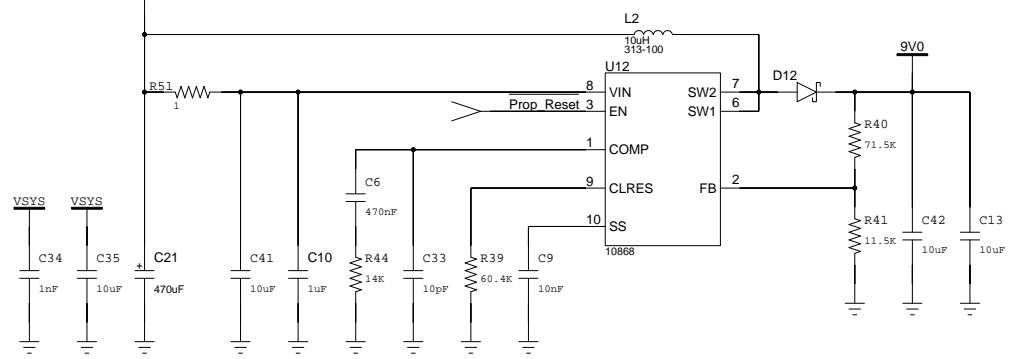 L2
10uH
313-100
9V0
U12
D12
R51
1
8 VIN
SW2 7
Prop_Reset 3 EN
SW1 6
R40
71.5K
1 COMP
C6
470nF
9 CLRES
FB 2
VSYS
VSYS
10 SS
R41
11.5K
C42
10uF
C13
10uF
10868
C34
1nF
C35
10uF
C21
+
470uF
C41
10uF
C10
1uF
R44
14K
C33
10pF
R39
60.4K
C9
10nF